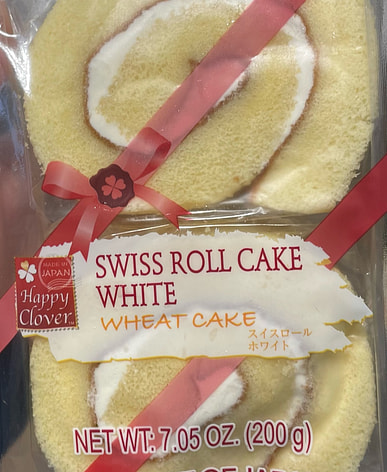 MADE IN
JAPAN
Happy
Clover
SWISS ROLL CAKE
WHITE
WHEAT CAKE
スイスロール
ホワイト
NET WT: 7.05 OZ. (200 g)